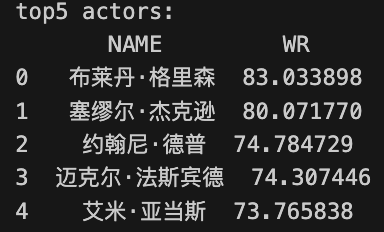 top5 actors:
NAME WR
0 布莱丹·格里森 83.033898
1 塞缪尔·杰克逊 80.071770
2 约翰尼·德普 74.784729
3 迈克尔·法斯宾德 74.307446
4 艾米·亚当斯 73.765838